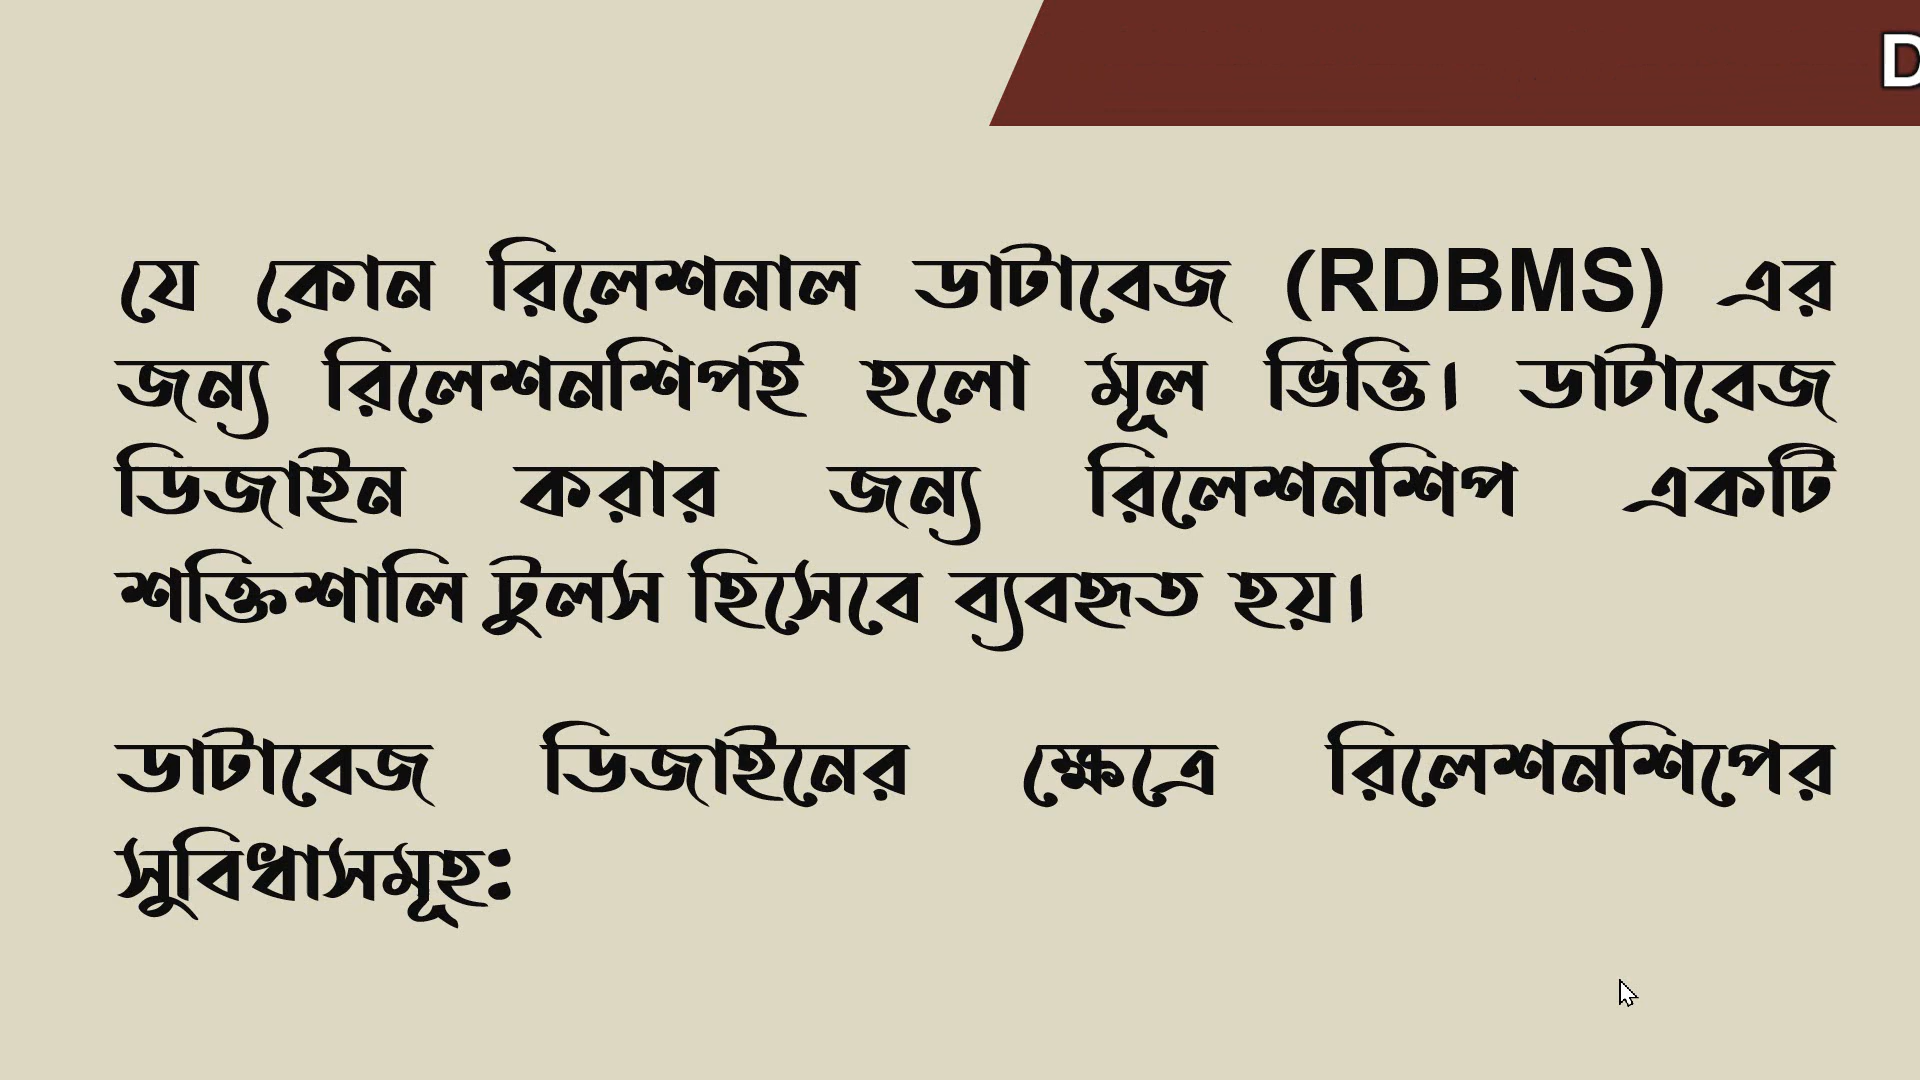 D
যে কোন রিলেশনাল ডাটাবেজ (RDBMS) এর
জন্য রিলেশনশিপই হলো মূল ভিত্তি। ডাটাবেজ
ডিজাইন করার জন্য রিলেশনশিপ একটি
শক্তিশালি টুলস হিসেবে ব্যবহৃত হয়।
ডাটাবেজ ডিজাইনের ক্ষেত্রে রিলেশনশিপের
সুবিধাসমূহ: